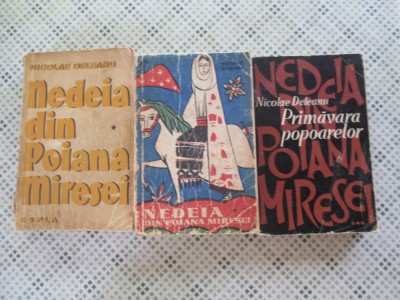 NICOLAE DELEANU
Nedeia
din
Poiana
Miresei
NEDEIA
DIN POIANA MIRESEI
NEDEIA
Nicolae Deleanu
Primăvara
popoarelor
POIANA
MIRESEI
***